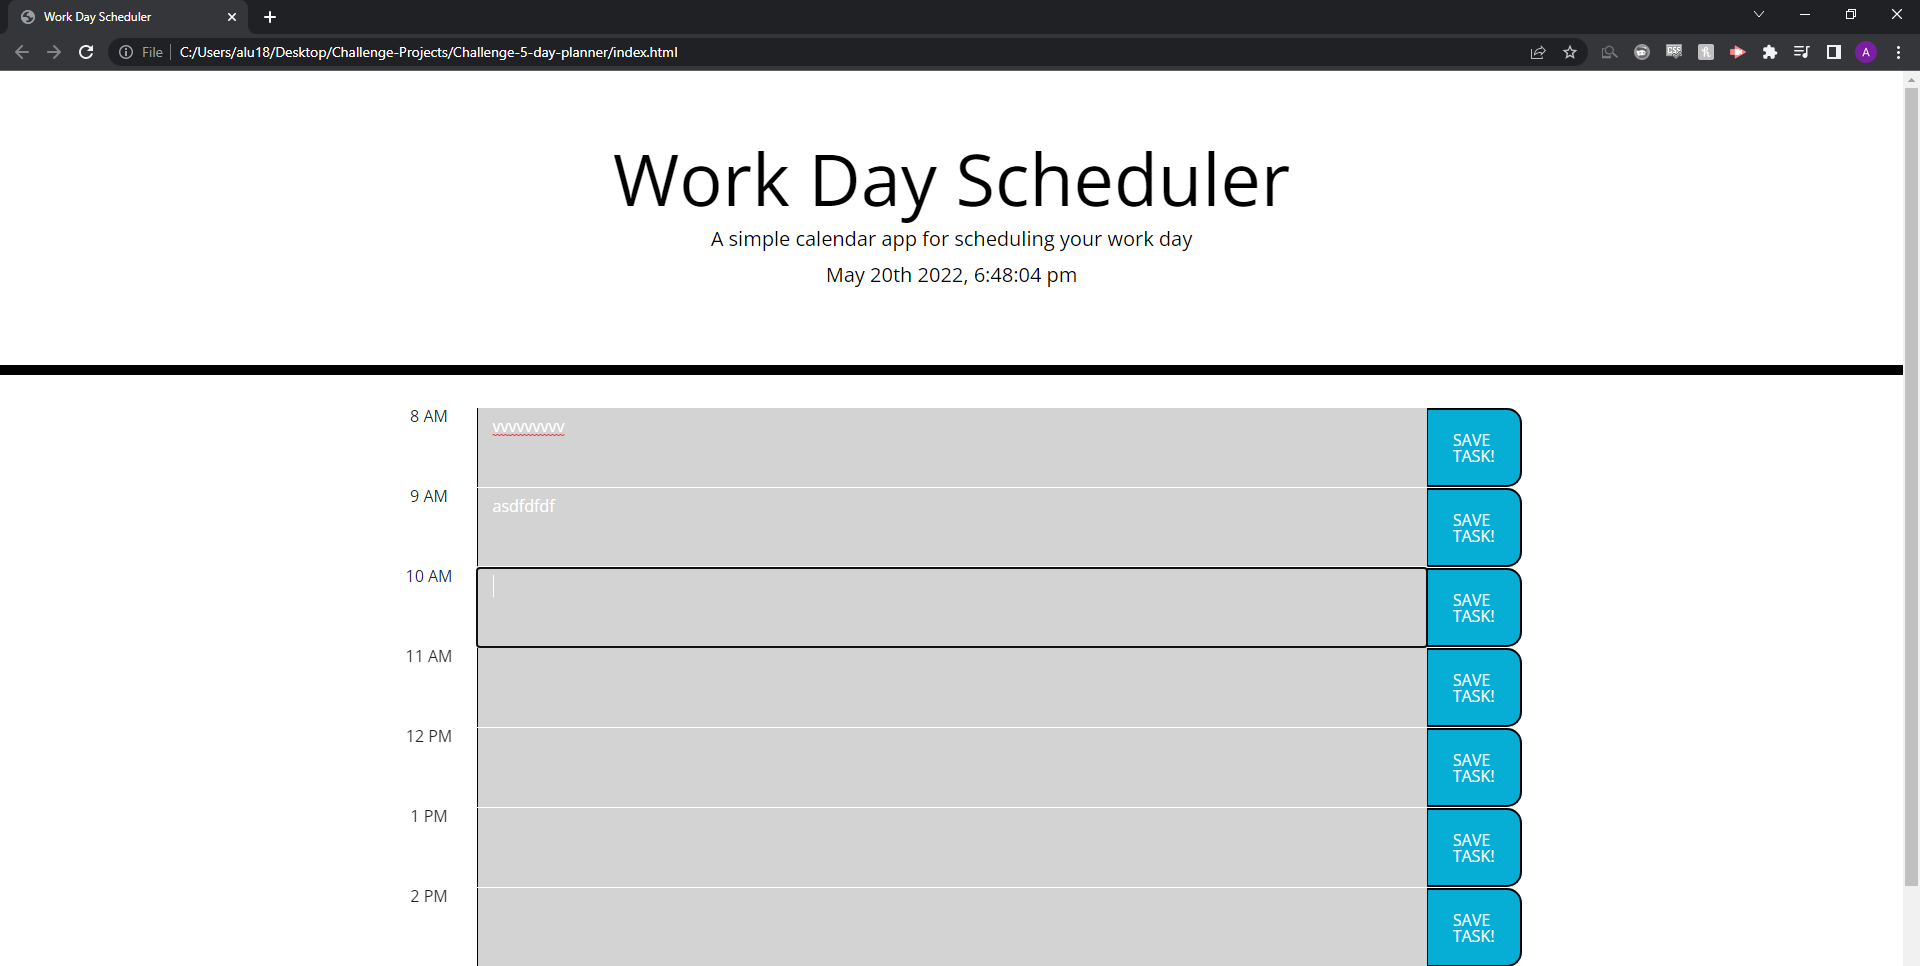 Work Day Scheduler
File C:/Users/alu18/Desktop/Challenge-Projects/Challenge-5-day-planner/index.html
A
Work Day Scheduler
A simple calendar app for scheduling your work day
May 20th 2022, 6:48:04 pm
8 AM
vvvvvvvvv
SAVE
TASK!
9 AM
asdfdfdf
SAVE
TASK!
10 AM
SAVE
TASK!
11 AM
SAVE
TASK!
12 PM
SAVE
TASK!
1 PM
SAVE
TASK!
2 PM
SAVE
TASK!